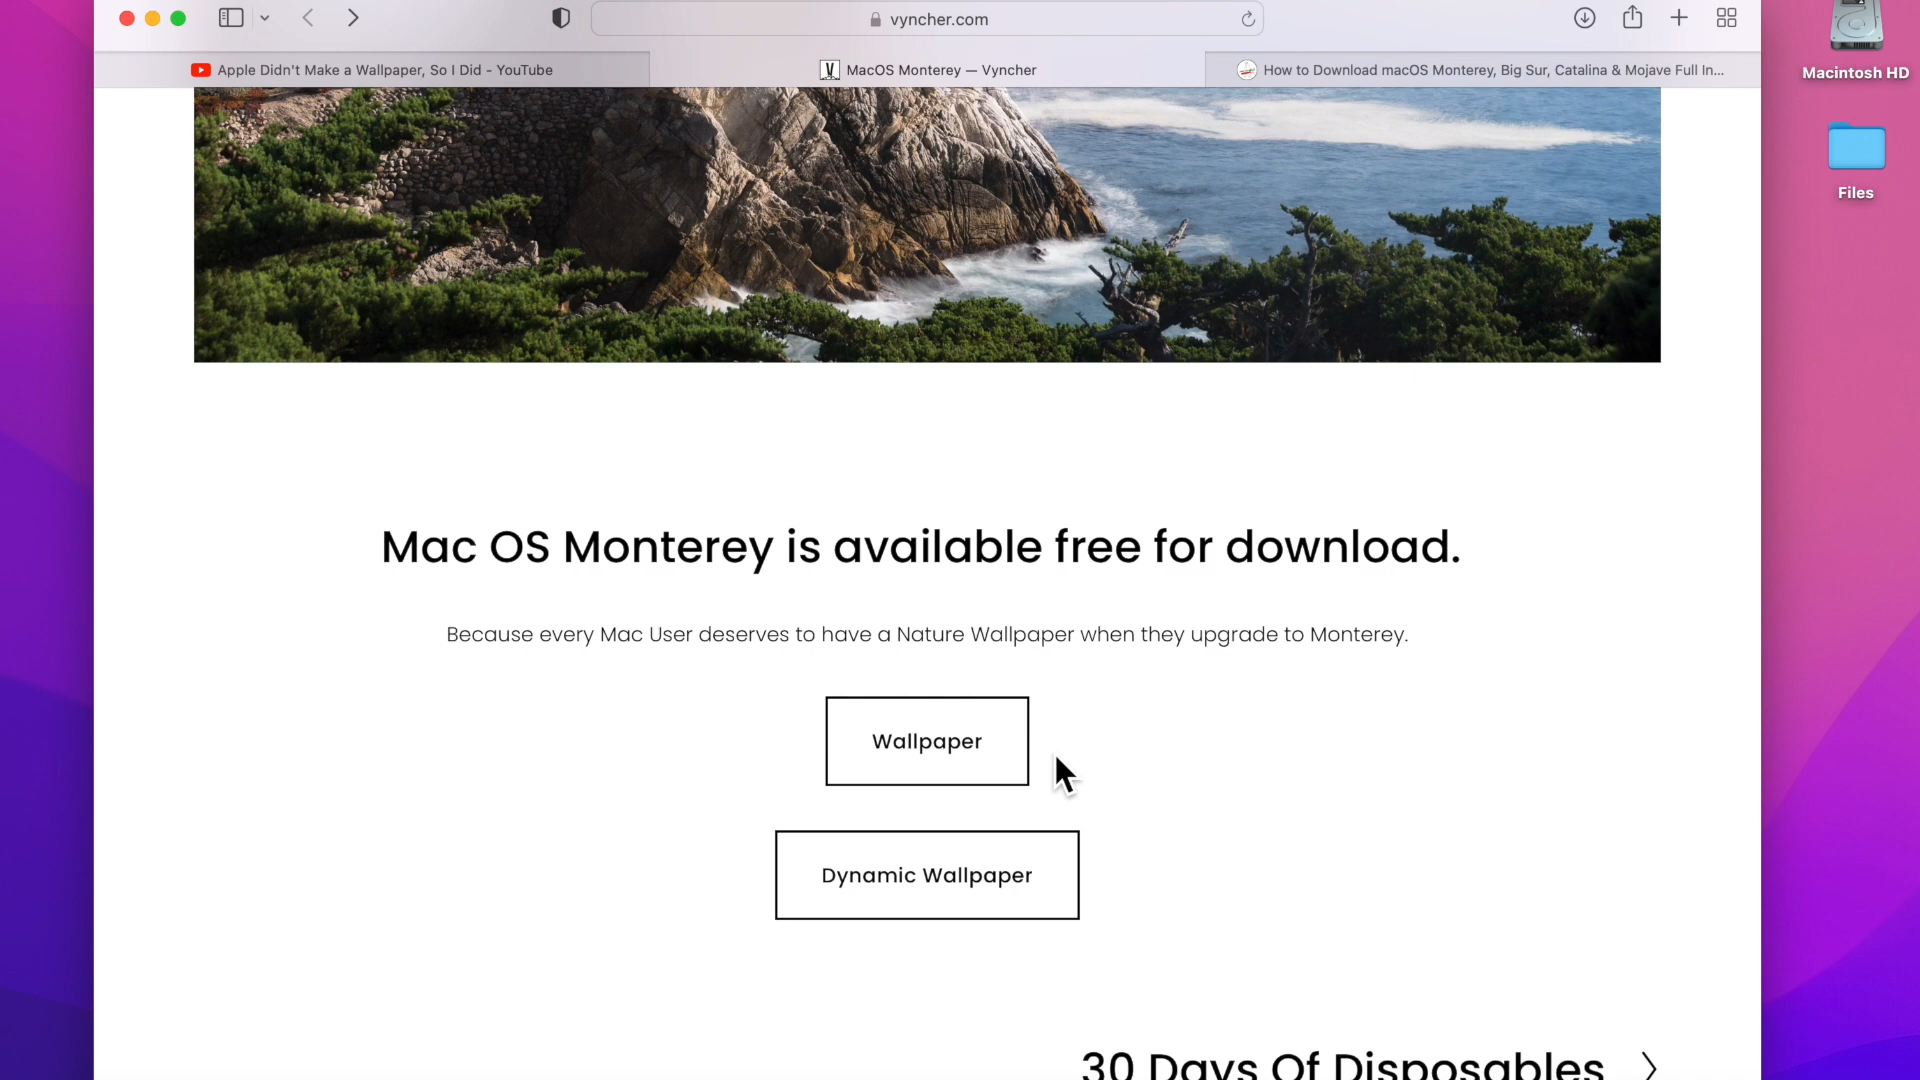 vyncher.com
Apple Didn't Make a Wallpaper, So I Did - YouTube
MacOS Monterey — Vyncher
How to Download macOS Monterey, Big Sur, Catalina & Mojave Full In...
Macintosh HD
Files
Mac OS Monterey is available free for download.
Because every Mac User deserves to have a Nature Wallpaper when they upgrade to Monterey.
Wallpaper
Dynamic Wallpaper
30 Days Of Disposables